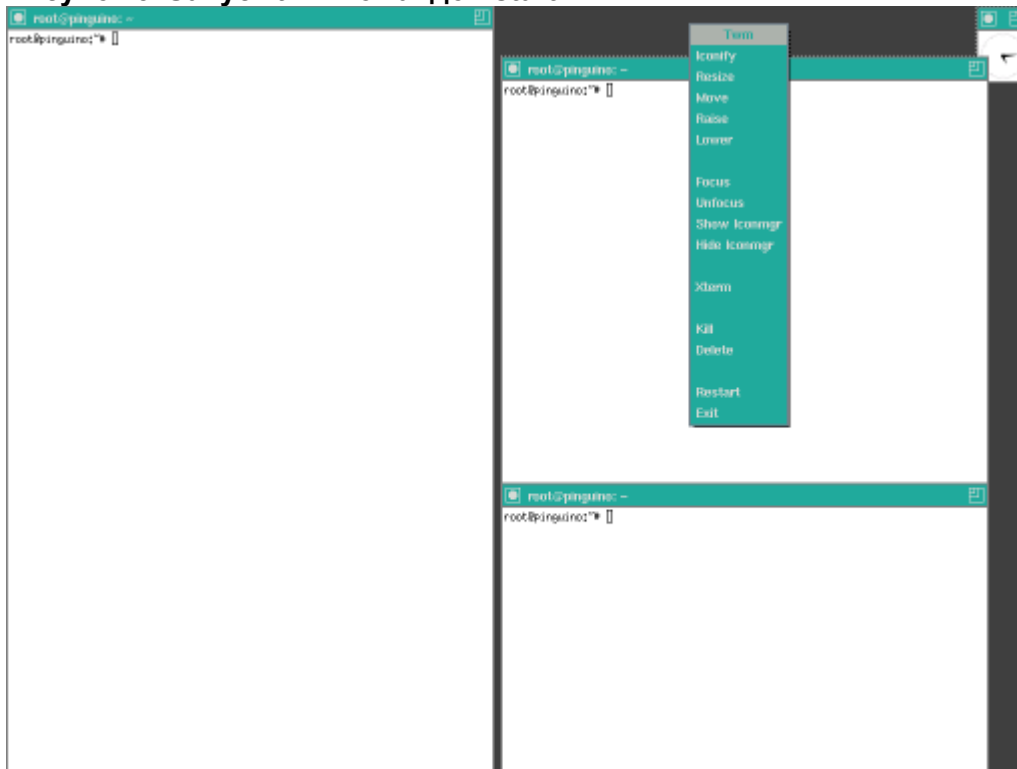 root@pinguino: ~
root@pinguino:~# []
Twm
Iconify
Resize
Move
Raise
Lower
Focus
Unfocus
Show Iconmgr
Hide Iconmgr
Xterm
Kill
Delete
Restart
Exit
root@pinguino: ~
root@pinguino:~# []
root@pinguino: ~
root@pinguino:~# []